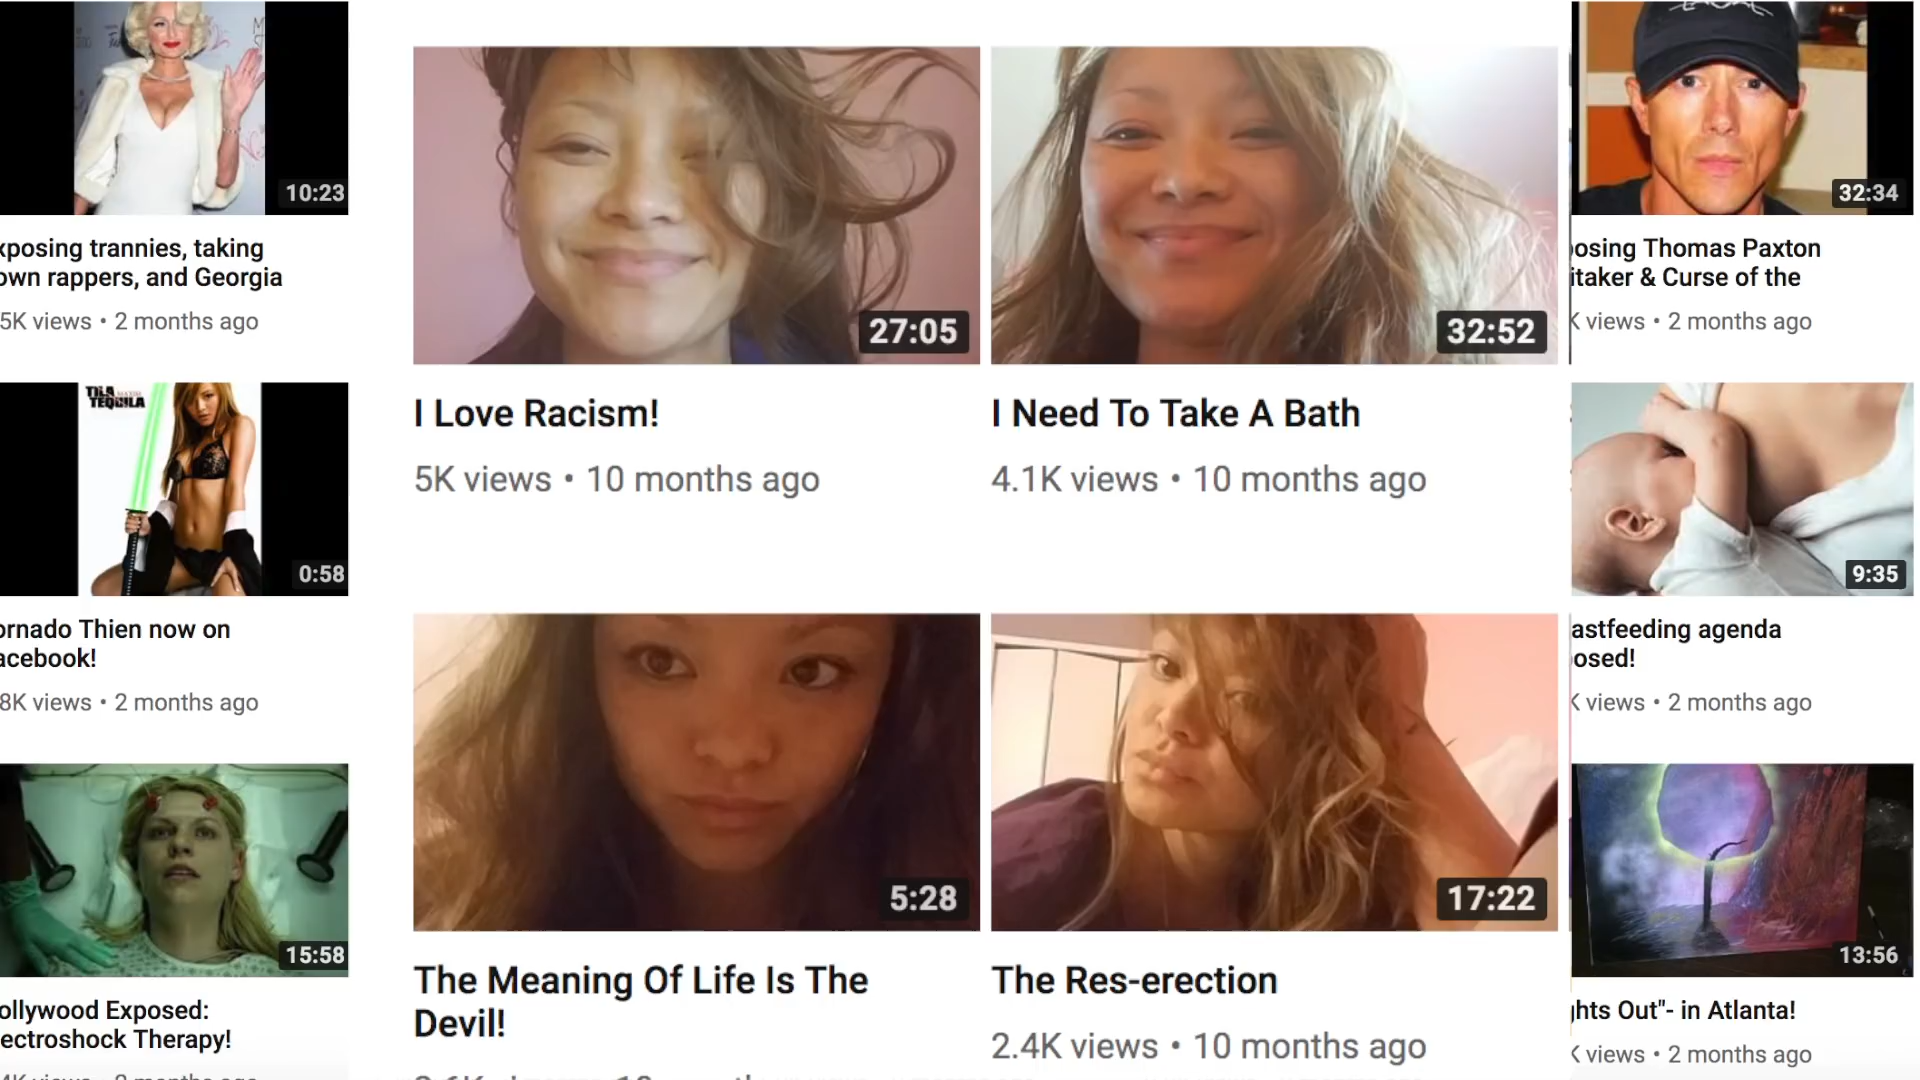 10:23
xposing trannies, taking
own rappers, and Georgia
5K views • 2 months ago
TILA
TEQUILA
0:58
ornado Thien now on
acebook!
8K views • 2 months ago
15:58
ollywood Exposed:
ectroshock Therapy!
27:05
I Love Racism!
5K views • 10 months ago
32:52
I Need To Take A Bath
4.1K views • 10 months ago
5:28
The Meaning Of Life Is The
Devil!
17:22
The Res-erection
2.4K views • 10 months ago
32:34
posing Thomas Paxton
itaker & Curse of the
K views • 2 months ago
9:35
astfeeding agenda
posed!
K views • 2 months ago
13:56
ghts Out"- in Atlanta!
K views • 2 months ago